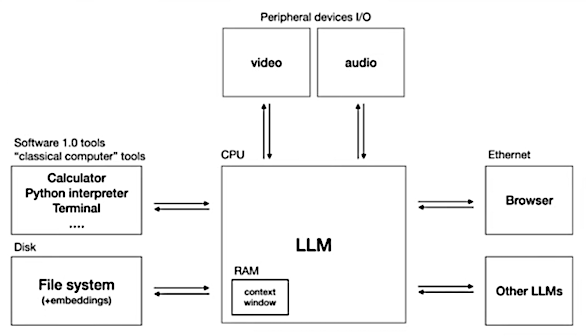 Peripheral devices I/O
video
audio
Software 1.0 tools
"classical computer" tools
CPU
Ethernet
Calculator
Python interpreter
Terminal
....
LLM
Browser
Disk
RAM
File system
(+embeddings)
context
window
Other LLMs